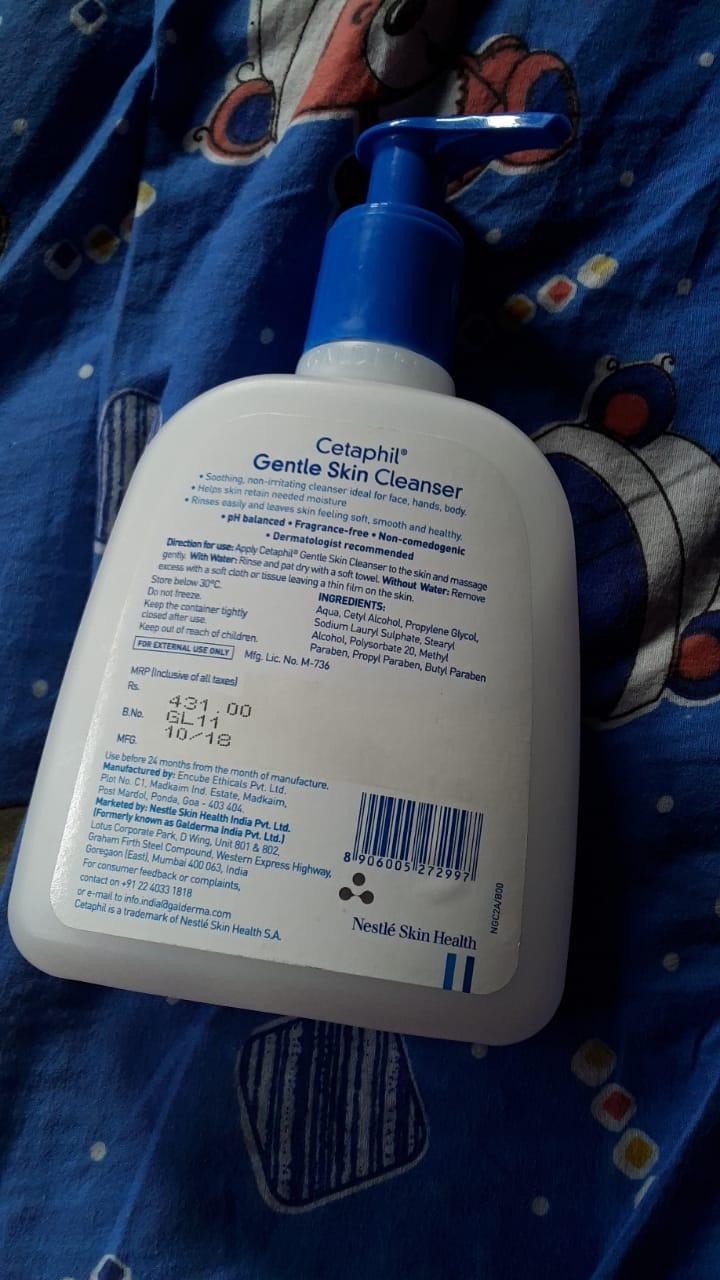 Cetaphil®
Gentle Skin Cleanser
• Soothing, non-irritating cleanser ideal for face, hands, body.
• Helps skin retain needed moisture
• Rinses easily and leaves skin feeling soft, smooth and healthy.
• pH balanced • Fragrance-free • Non-comedogenic
• Dermatologist recommended
Direction for use: Apply Cetaphil® Gentle Skin Cleanser to the skin and massage
gently. With Water: Rinse and pat dry with a soft towel. Without Water: Remove
excess with a soft cloth or tissue leaving a thin film on the skin.
Store below 30°C.
Do not freeze.
Keep the container tightly
closed after use.
Keep out of reach of children.
FOR EXTERNAL USE ONLY
INGREDIENTS:
Aqua, Cetyl Alcohol, Propylene Glycol,
Sodium Lauryl Sulphate, Stearyl
Alcohol, Polysorbate 20, Methyl
Paraben, Propyl Paraben, Butyl Paraben
Mfg. Lic. No. M-736
MRP (Inclusive of all taxes)
Rs. 431.00
B.No. GL11
MFG. 10/18
Use before 24 months from the month of manufacture.
Manufactured by: Encube Ethicals Pvt. Ltd.
Plot No. C1, Madkaim Ind. Estate, Madkaim,
Post Mardol, Ponda, Goa - 403 404.
Marketed by: Nestle Skin Health India Pvt. Ltd.
(Formerly known as Galderma India Pvt. Ltd.)
Lotus Corporate Park, D Wing, Unit 801 & 802,
Graham Firth Steel Compound, Western Express Highway,
Goregaon (East), Mumbai 400 063, India
For consumer feedback or complaints,
contact on +91 22 4033 1818
or e-mail to info.india@galderma.com
Cetaphil is a trademark of Nestlé Skin Health S.A.
8 906005 272997
Nestlé Skin Health
NGC2A/B00